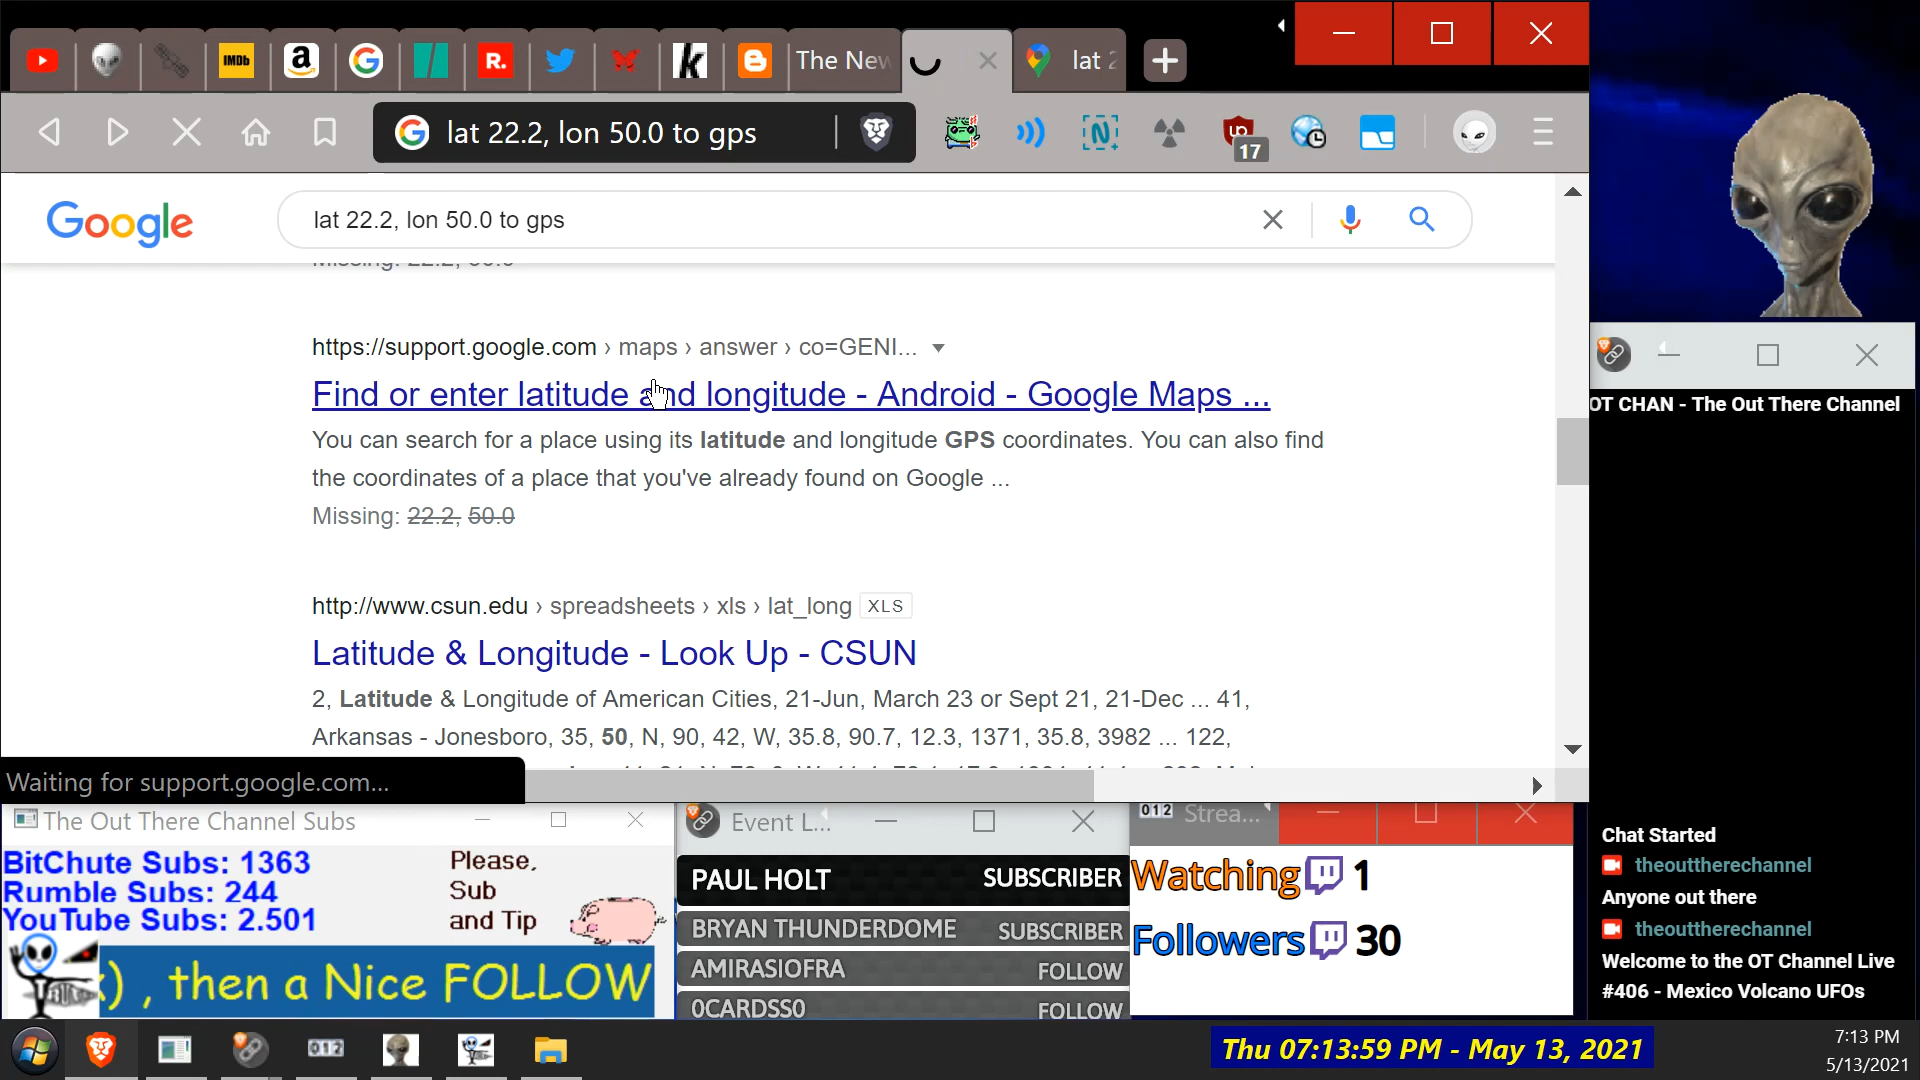 IMDb
a
R.
k
The New
lat 2
lat 22.2, lon 50.0 to gps
17
Google
lat 22.2, lon 50.0 to gps
Missing: 22.2, 50.0
https://support.google.com › maps › answer › co=GENI...
Find or enter latitude and longitude - Android - Google Maps ...
You can search for a place using its latitude and longitude GPS coordinates. You can also find
the coordinates of a place that you've already found on Google ...
Missing: 22.2, 50.0
http://www.csun.edu › spreadsheets › xls › lat_long XLS
Latitude & Longitude - Look Up - CSUN
2, Latitude & Longitude of American Cities, 21-Jun, March 23 or Sept 21, 21-Dec ... 41,
Arkansas - Jonesboro, 35, 50, N, 90, 42, W, 35.8, 90.7, 12.3, 1371, 35.8, 3982 ... 122,
Waiting for support.google.com...
OT CHAN - The Out There Channel
Chat Started
theouttherechannel
Anyone out there
theouttherechannel
Welcome to the OT Channel Live
#406 - Mexico Volcano UFOs
The Out There Channel Subs
BitChute Subs: 1363
Rumble Subs: 244
YouTube Subs: 2.501
Please,
Sub
and Tip
) , then a Nice FOLLOW
Event L...
PAUL HOLT SUBSCRIBER
BRYAN THUNDERDOME SUBSCRIBER
AMIRASIOFRA FOLLOW
0CARDSS0 FOLLOW
012 Strea...
Watching 1
Followers 30
012
Thu 07:13:59 PM - May 13, 2021
7:13 PM
5/13/2021